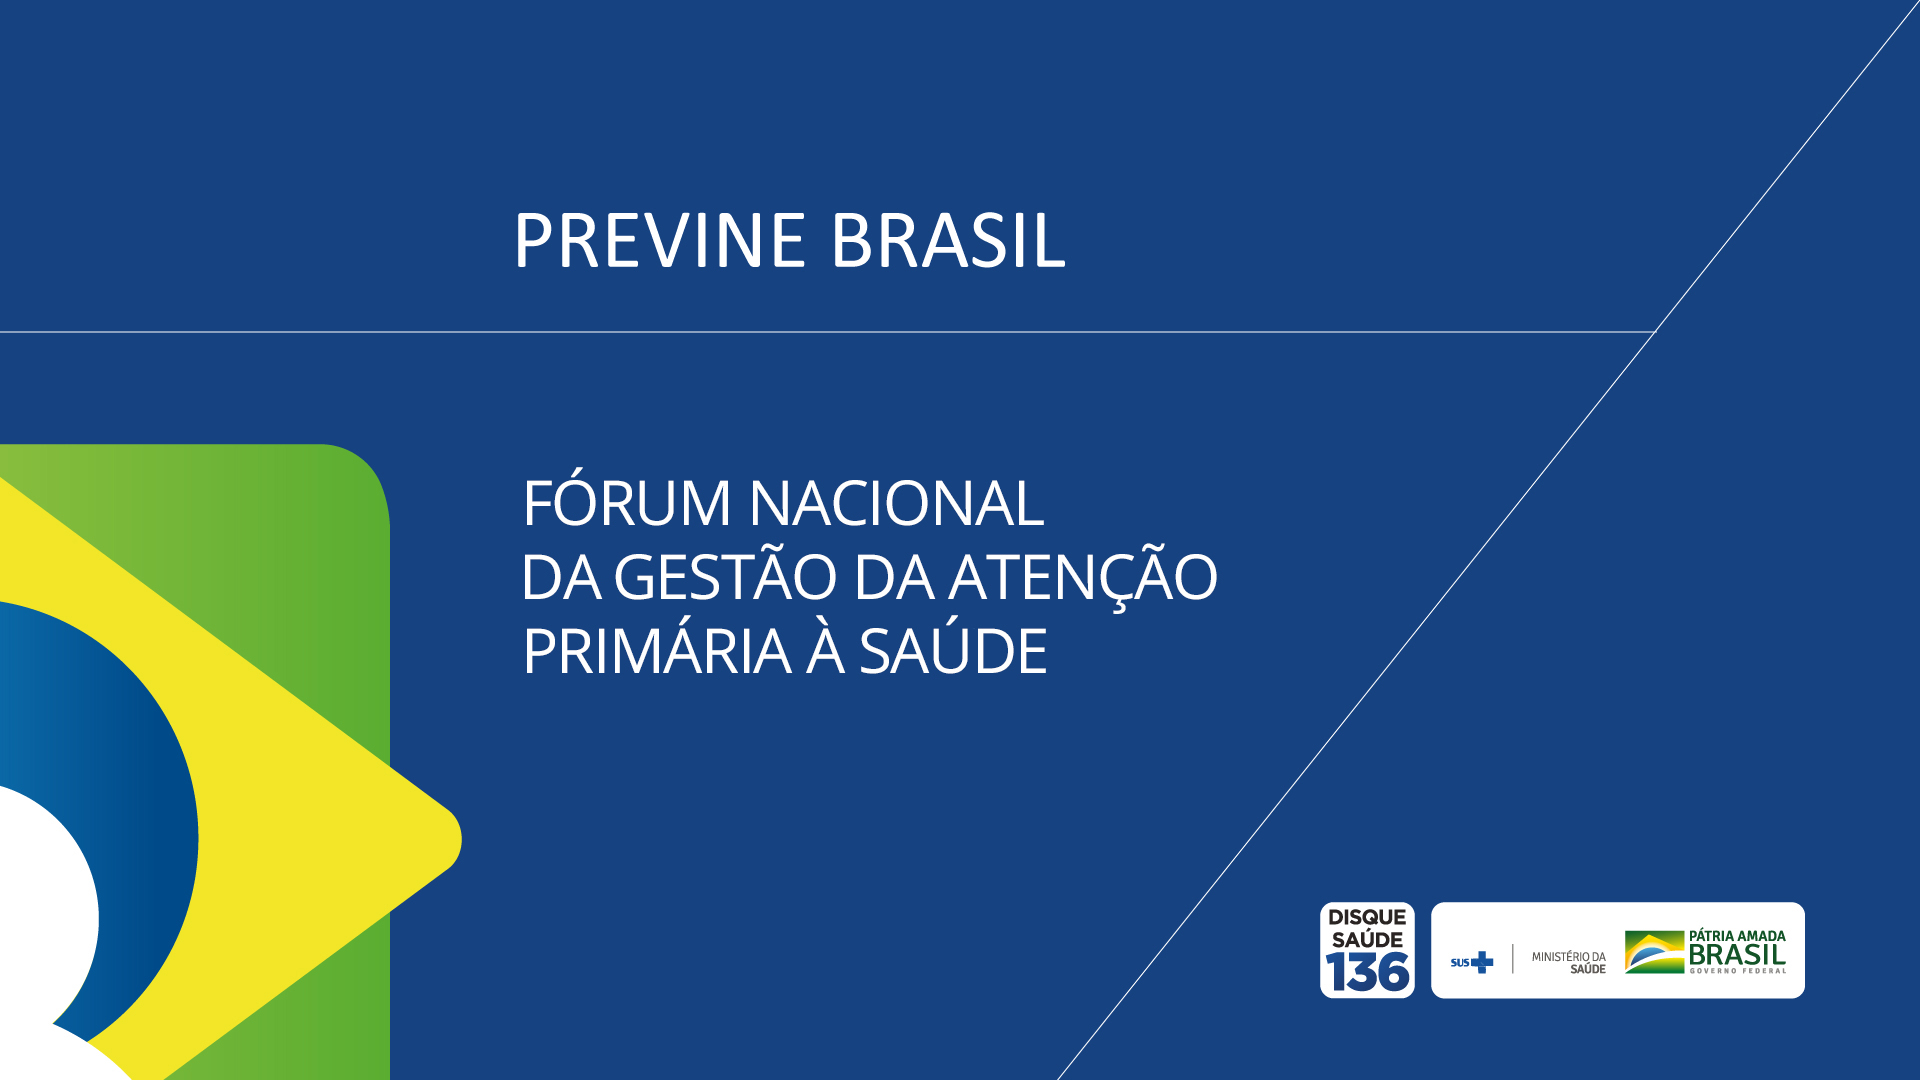 PREVINE BRASIL
FÓRUM NACIONAL
DA GESTÃO DA ATENÇÃO
PRIMÁRIA À SAÚDE
DISQUE
SAÚDE
136
SUS
MINISTÉRIO DA
SAÚDE
PÁTRIA AMADA
BRASIL
GOVERNO FEDERAL